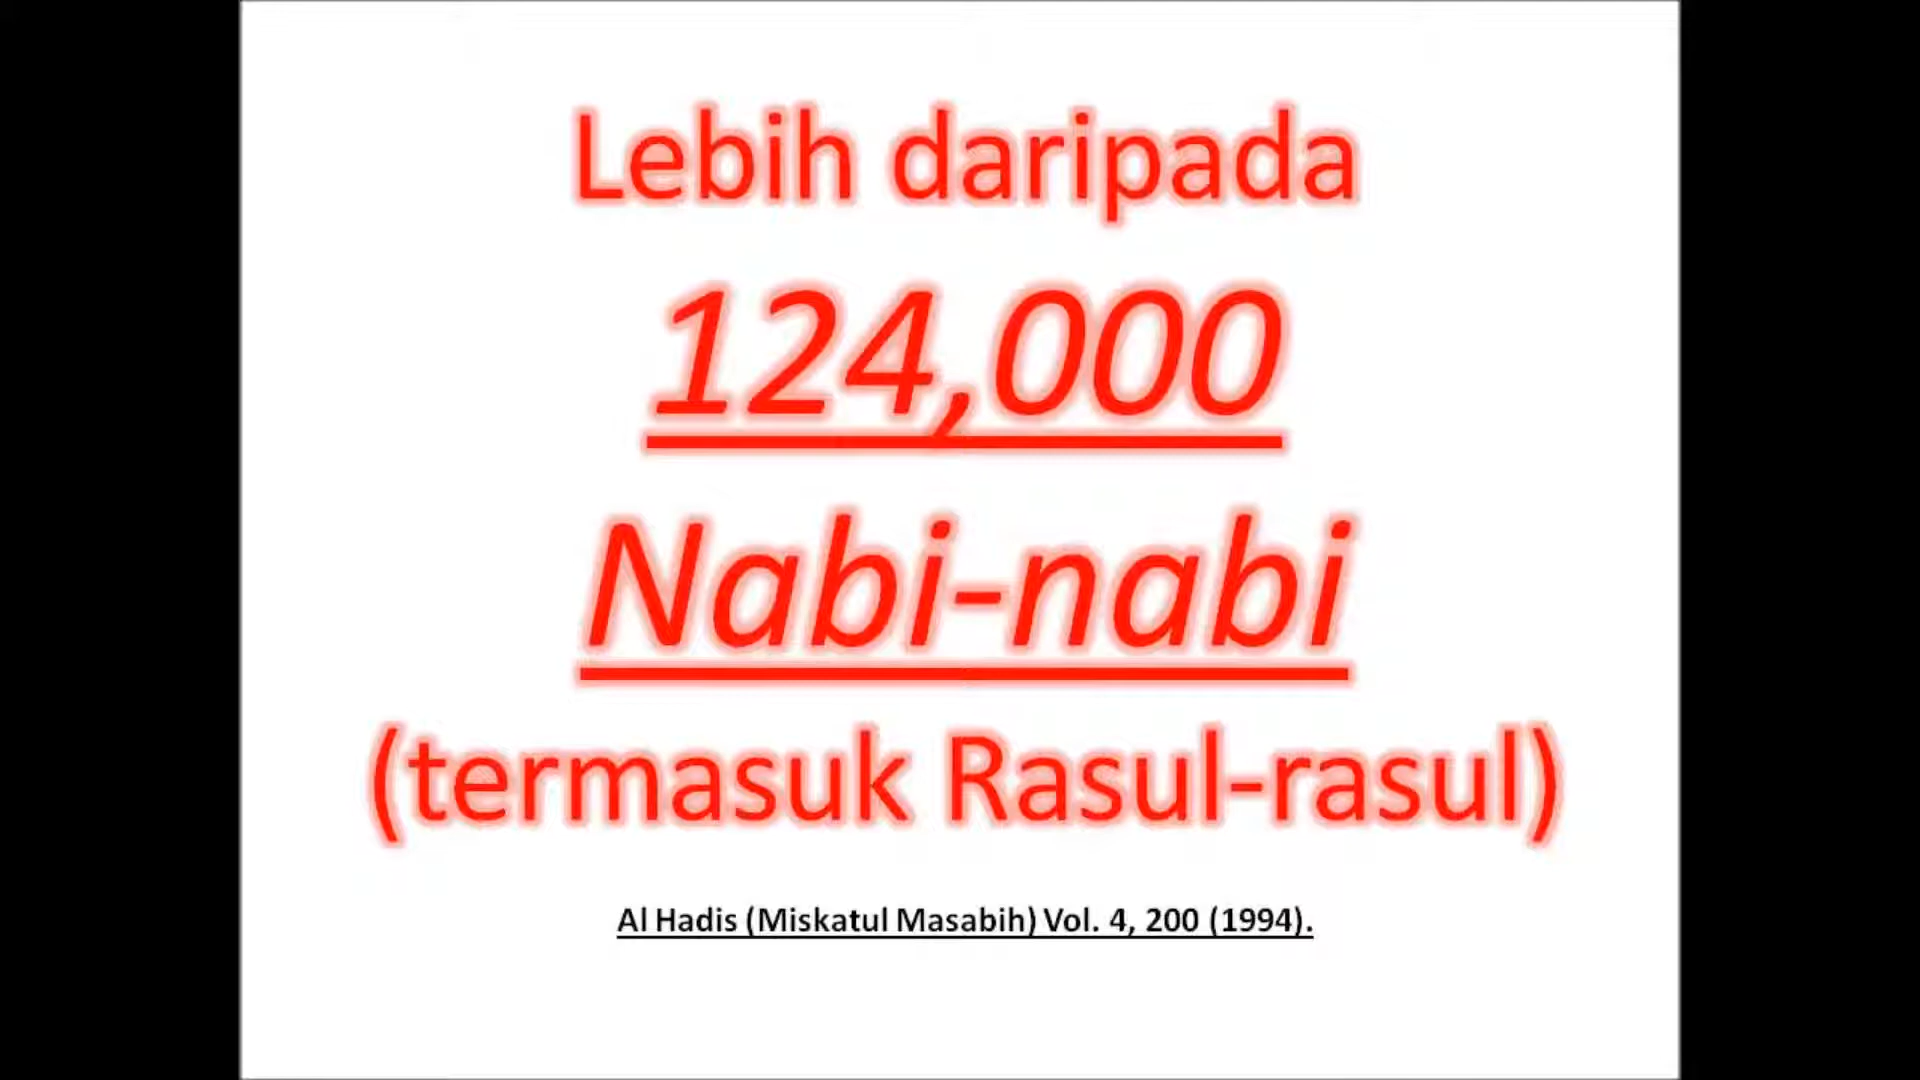 Lebih daripada
124,000
Nabi-nabi
(termasuk Rasul-rasul)
Al Hadis (Miskatul Masabih) Vol. 4, 200 (1994).